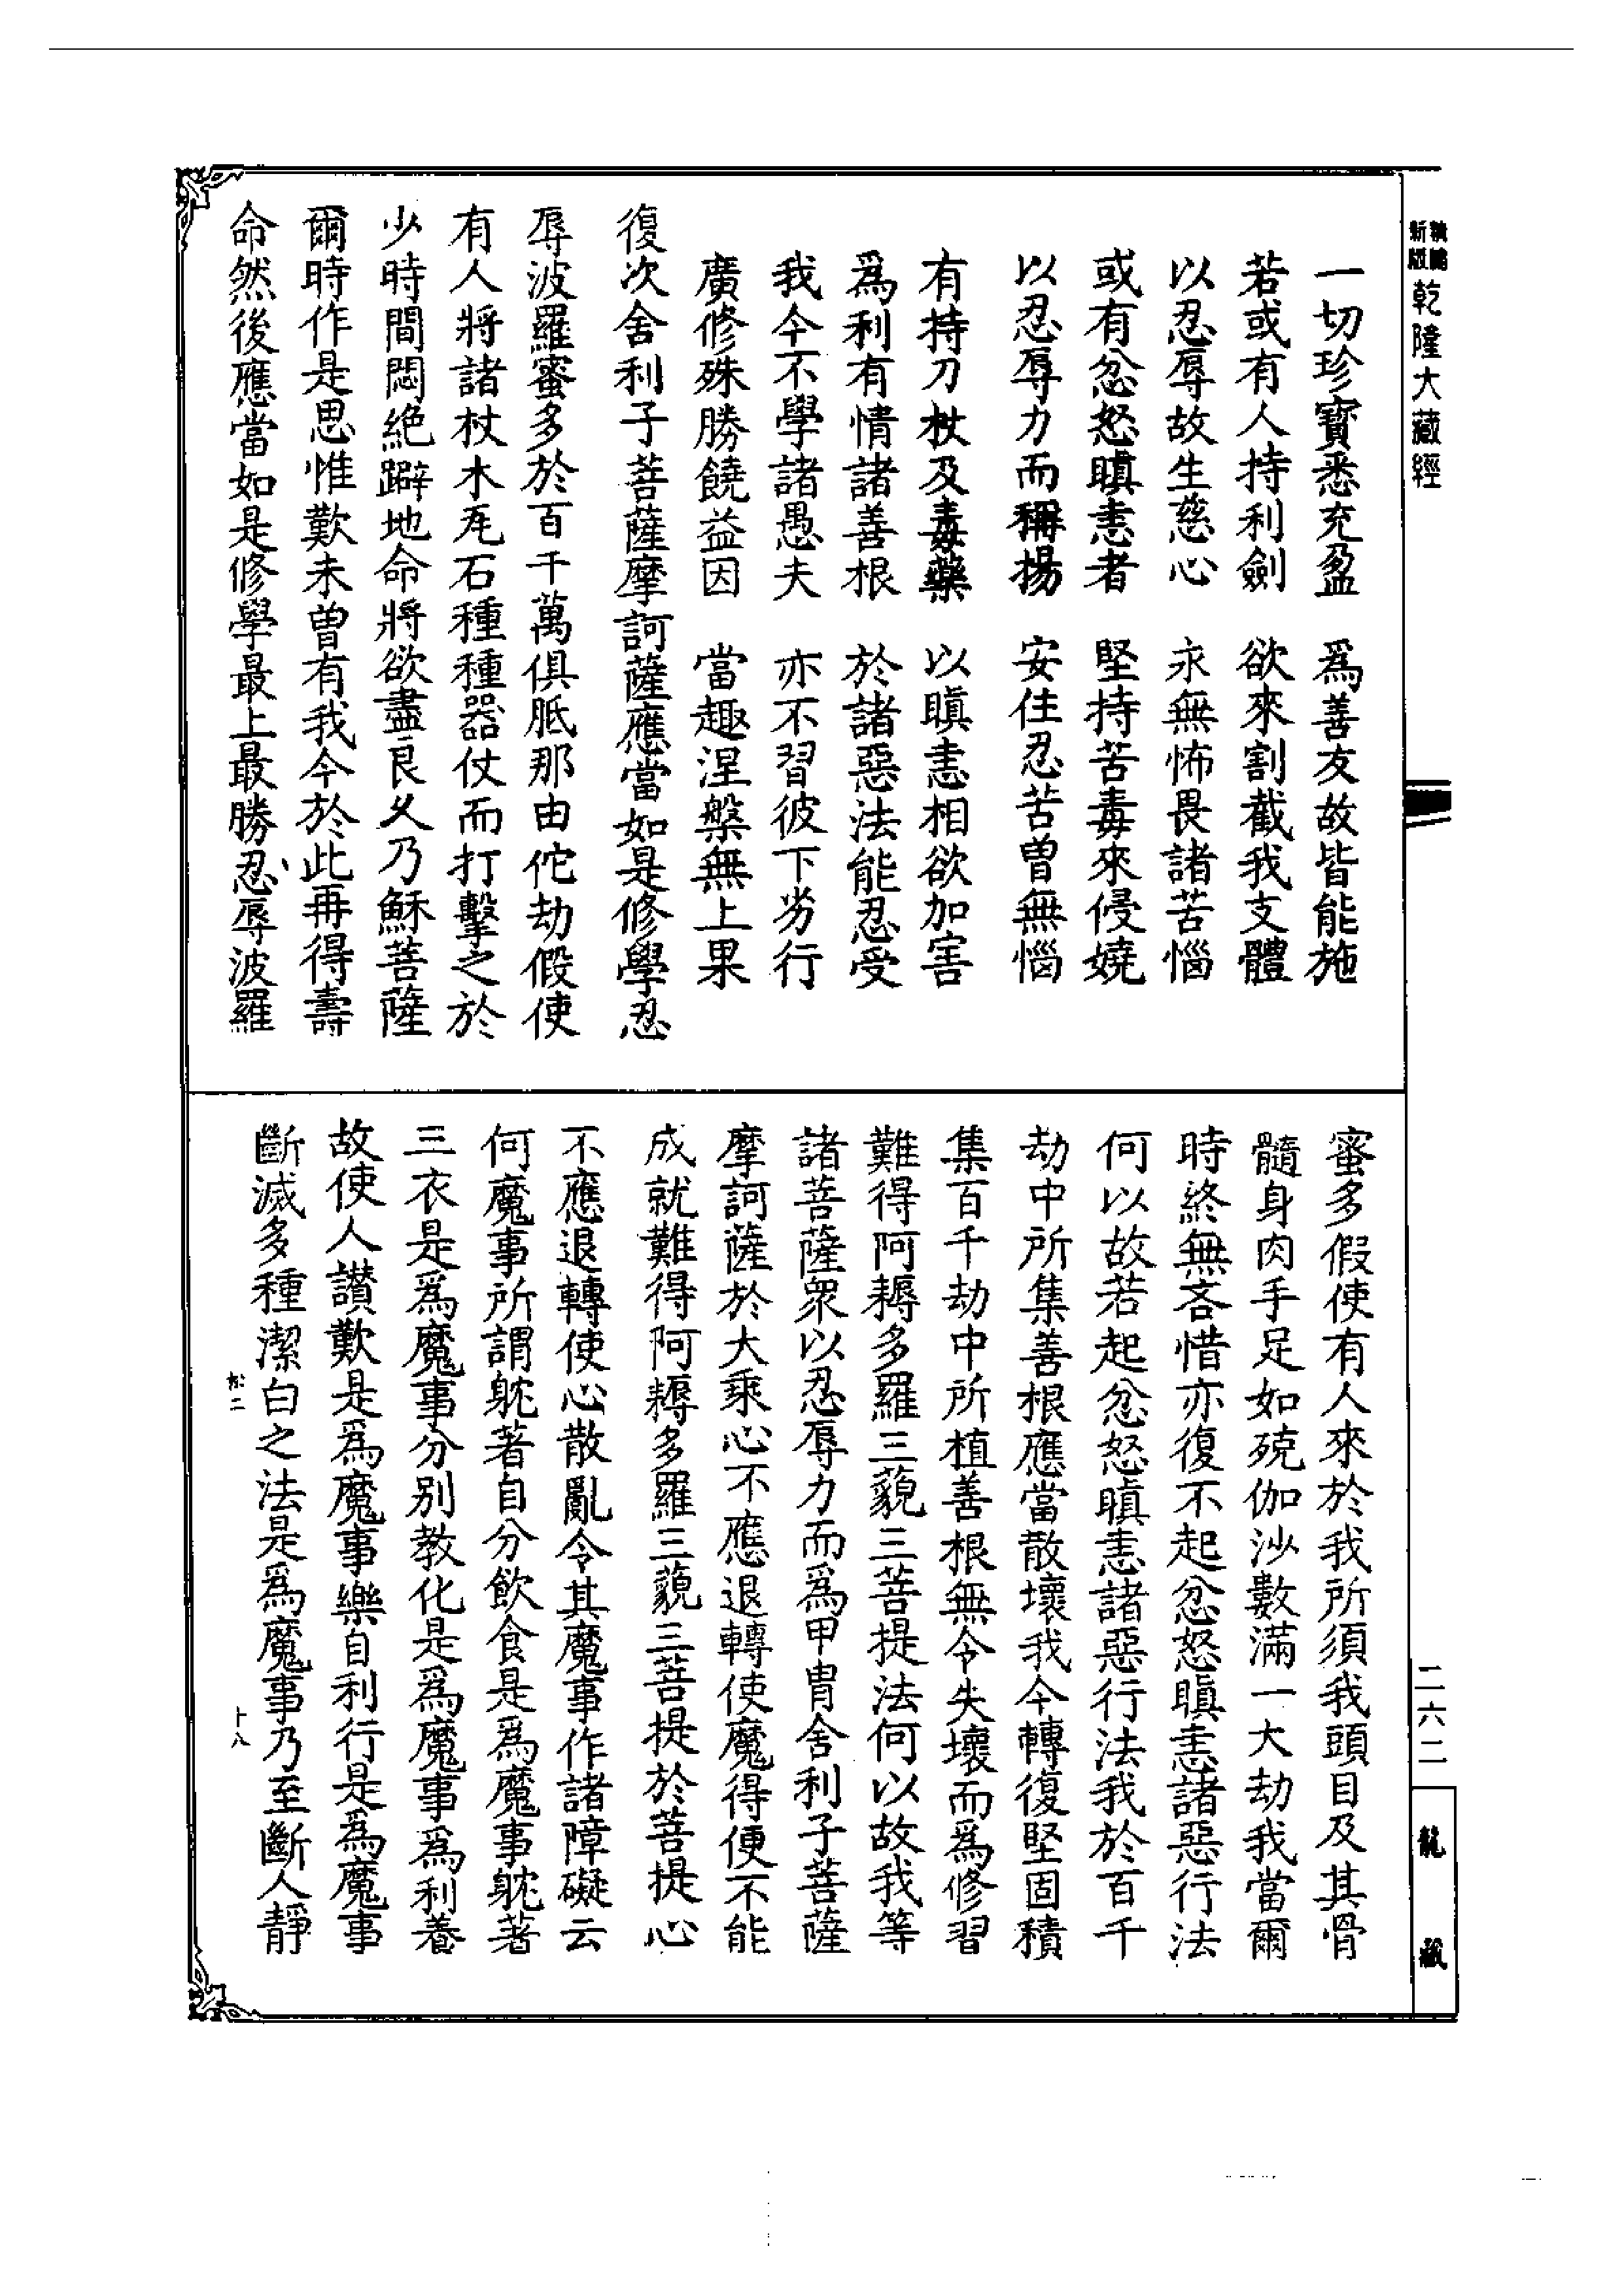 新版乾隆大藏經
一切珍寶悉充盈　爲善友故皆能施
若或有人持利劍　欲來割截我支體
以忍辱故生慈心　永無怖畏諸苦惱
或有忿怒瞋恚者　堅持苦毒來侵嬈
以忍辱力而稱揚　安住忍苦曾無惱
有持刀杖及毒藥　以瞋恚相欲加害
爲利有情諸善根　於諸惡法能忍受
我今不學諸愚夫　亦不習彼下劣行
廣修殊勝饒益因　當趣涅槃無上果
復次舍利子菩薩摩訶薩應當如是修學忍
辱波羅蜜多於百千萬俱胝那由佗劫假使
有人將諸杖木瓦石種種器仗而打擊之於
少時間悶絶躃地命將欲盡良久乃穌菩薩
爾時作是思惟歎未曾有我今於此再得壽
命然後應當如是修學最上最勝忍辱波羅
蜜多假使有人來於我所須我頭目及其骨
髓身肉手足如殑伽沙數滿一大劫我當爾
時終無吝惜亦復不起忿怒瞋恚諸惡行法
何以故若起忿怒瞋恚諸惡行法我於百千
劫中所集善根應當散壞我今轉復堅固積
集百千劫中所植善根無令失壞而爲修習
難得阿耨多羅三藐三菩提法何以故我等
諸菩薩衆以忍辱力而爲甲冑舍利子菩薩
摩訶薩於大乘心不應退轉使魔得便不能
成就難得阿耨多羅三藐三菩提於菩提心
不應退轉使心散亂令其魔事作諸障礙云
何魔事所謂躭著自分飲食是爲魔事躭著
三衣是爲魔事分別教化是爲魔事爲利養
故使人讚歎是爲魔事樂自利行是爲魔事
斷滅多種潔白之法是爲魔事乃至斷人靜
松二
十八
二六二
龍藏